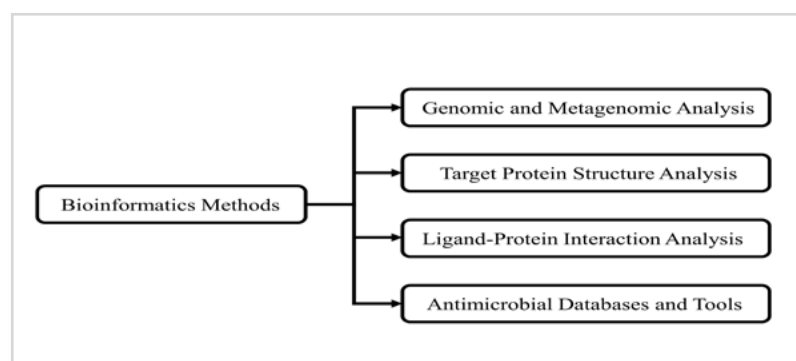 Genomic and Metagenomic Analysis
Target Protein Structure Analysis
Bioinformatics Methods
Ligand-Protein Interaction Analysis
Antimicrobial Databases and Tools